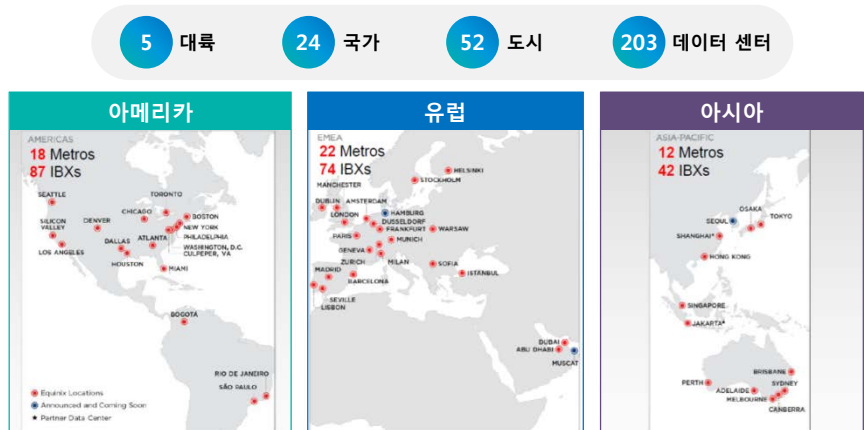 5 대륙
24 국가
52 도시
203 데이터 센터
아메리카
AMERICAS
18 Metros
87 IBXs
SEATTLE
TORONTO
CHICAGO
BOSTON
SILICON
VALLEY
DENVER
NEW YORK
PHILADELPHIA
DALLAS
ATLANTA
WASHINGTON, D.C.
CULPEPER, VA
LOS ANGELES
HOUSTON
MIAMI
BOGOTA
RIO DE JANEIRO
SÃO PAULO
Equinix Locations
Announced and Coming Soon
★ Partner Data Center
유럽
EMEA
22 Metros
74 IBXs
HELSINKI
STOCKHOLM
MANCHESTER
DUBLIN
AMSTERDAM
HAMBURG
LONDON
DUSSELDORF
FRANKFURT
WARSAW
PARIS
MUNICH
GENEVA
ZURICH
MILAN
SOFIA
MADRID
BARCELONA
ISTANBUL
SEVILLE
LISBON
DUBAI
ABU DHABI
MUSCAT
아시아
ASIA-PACIFIC
12 Metros
42 IBXs
OSAKA
SEOUL
TOKYO
SHANGHAI*
HONG KONG
SINGAPORE
JAKARTA*
BRISBANE
PERTH
ADELAIDE
SYDNEY
MELBOURNE
CANBERRA